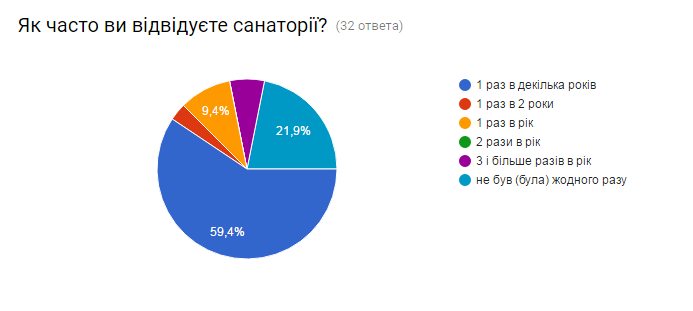 Як часто ви відвідуєте санаторії? (32 ответа)
1 раз в декілька років
1 раз в 2 роки
1 раз в рік
2 рази в рік
3 і більше разів в рік
не був (була) жодного разу
9,4%
21,9%
59,4%